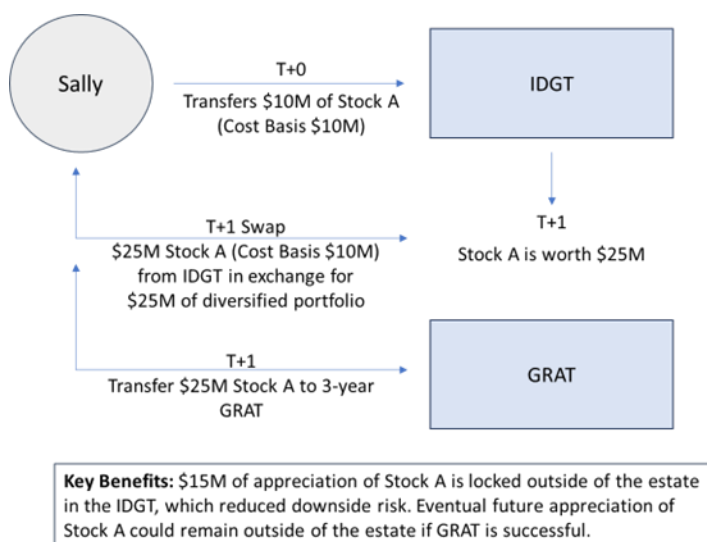 Sally
T+0
Transfers $10M of Stock A
(Cost Basis $10M)
IDGT
T+1 Swap
$25M Stock A (Cost Basis $10M)
from IDGT in exchange for
$25M of diversified portfolio
T+1
Stock A is worth $25M
T+1
Transfer $25M Stock A to 3-year
GRAT
GRAT
Key Benefits: $15M of appreciation of Stock A is locked outside of the estate
in the IDGT, which reduced downside risk. Eventual future appreciation of
Stock A could remain outside of the estate if GRAT is successful.